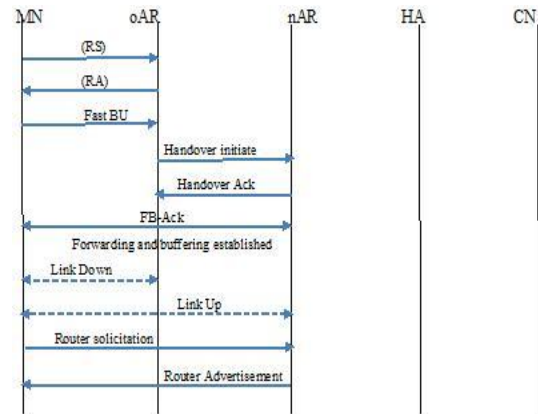 MN oAR nAR HA CN
(RS)
(RA)
Fast BU
Handover initiate
Handover Ack
FB-Ack
Forwarding and buffering established
Link Down
Link Up
Router solicitation
Router Advertisement